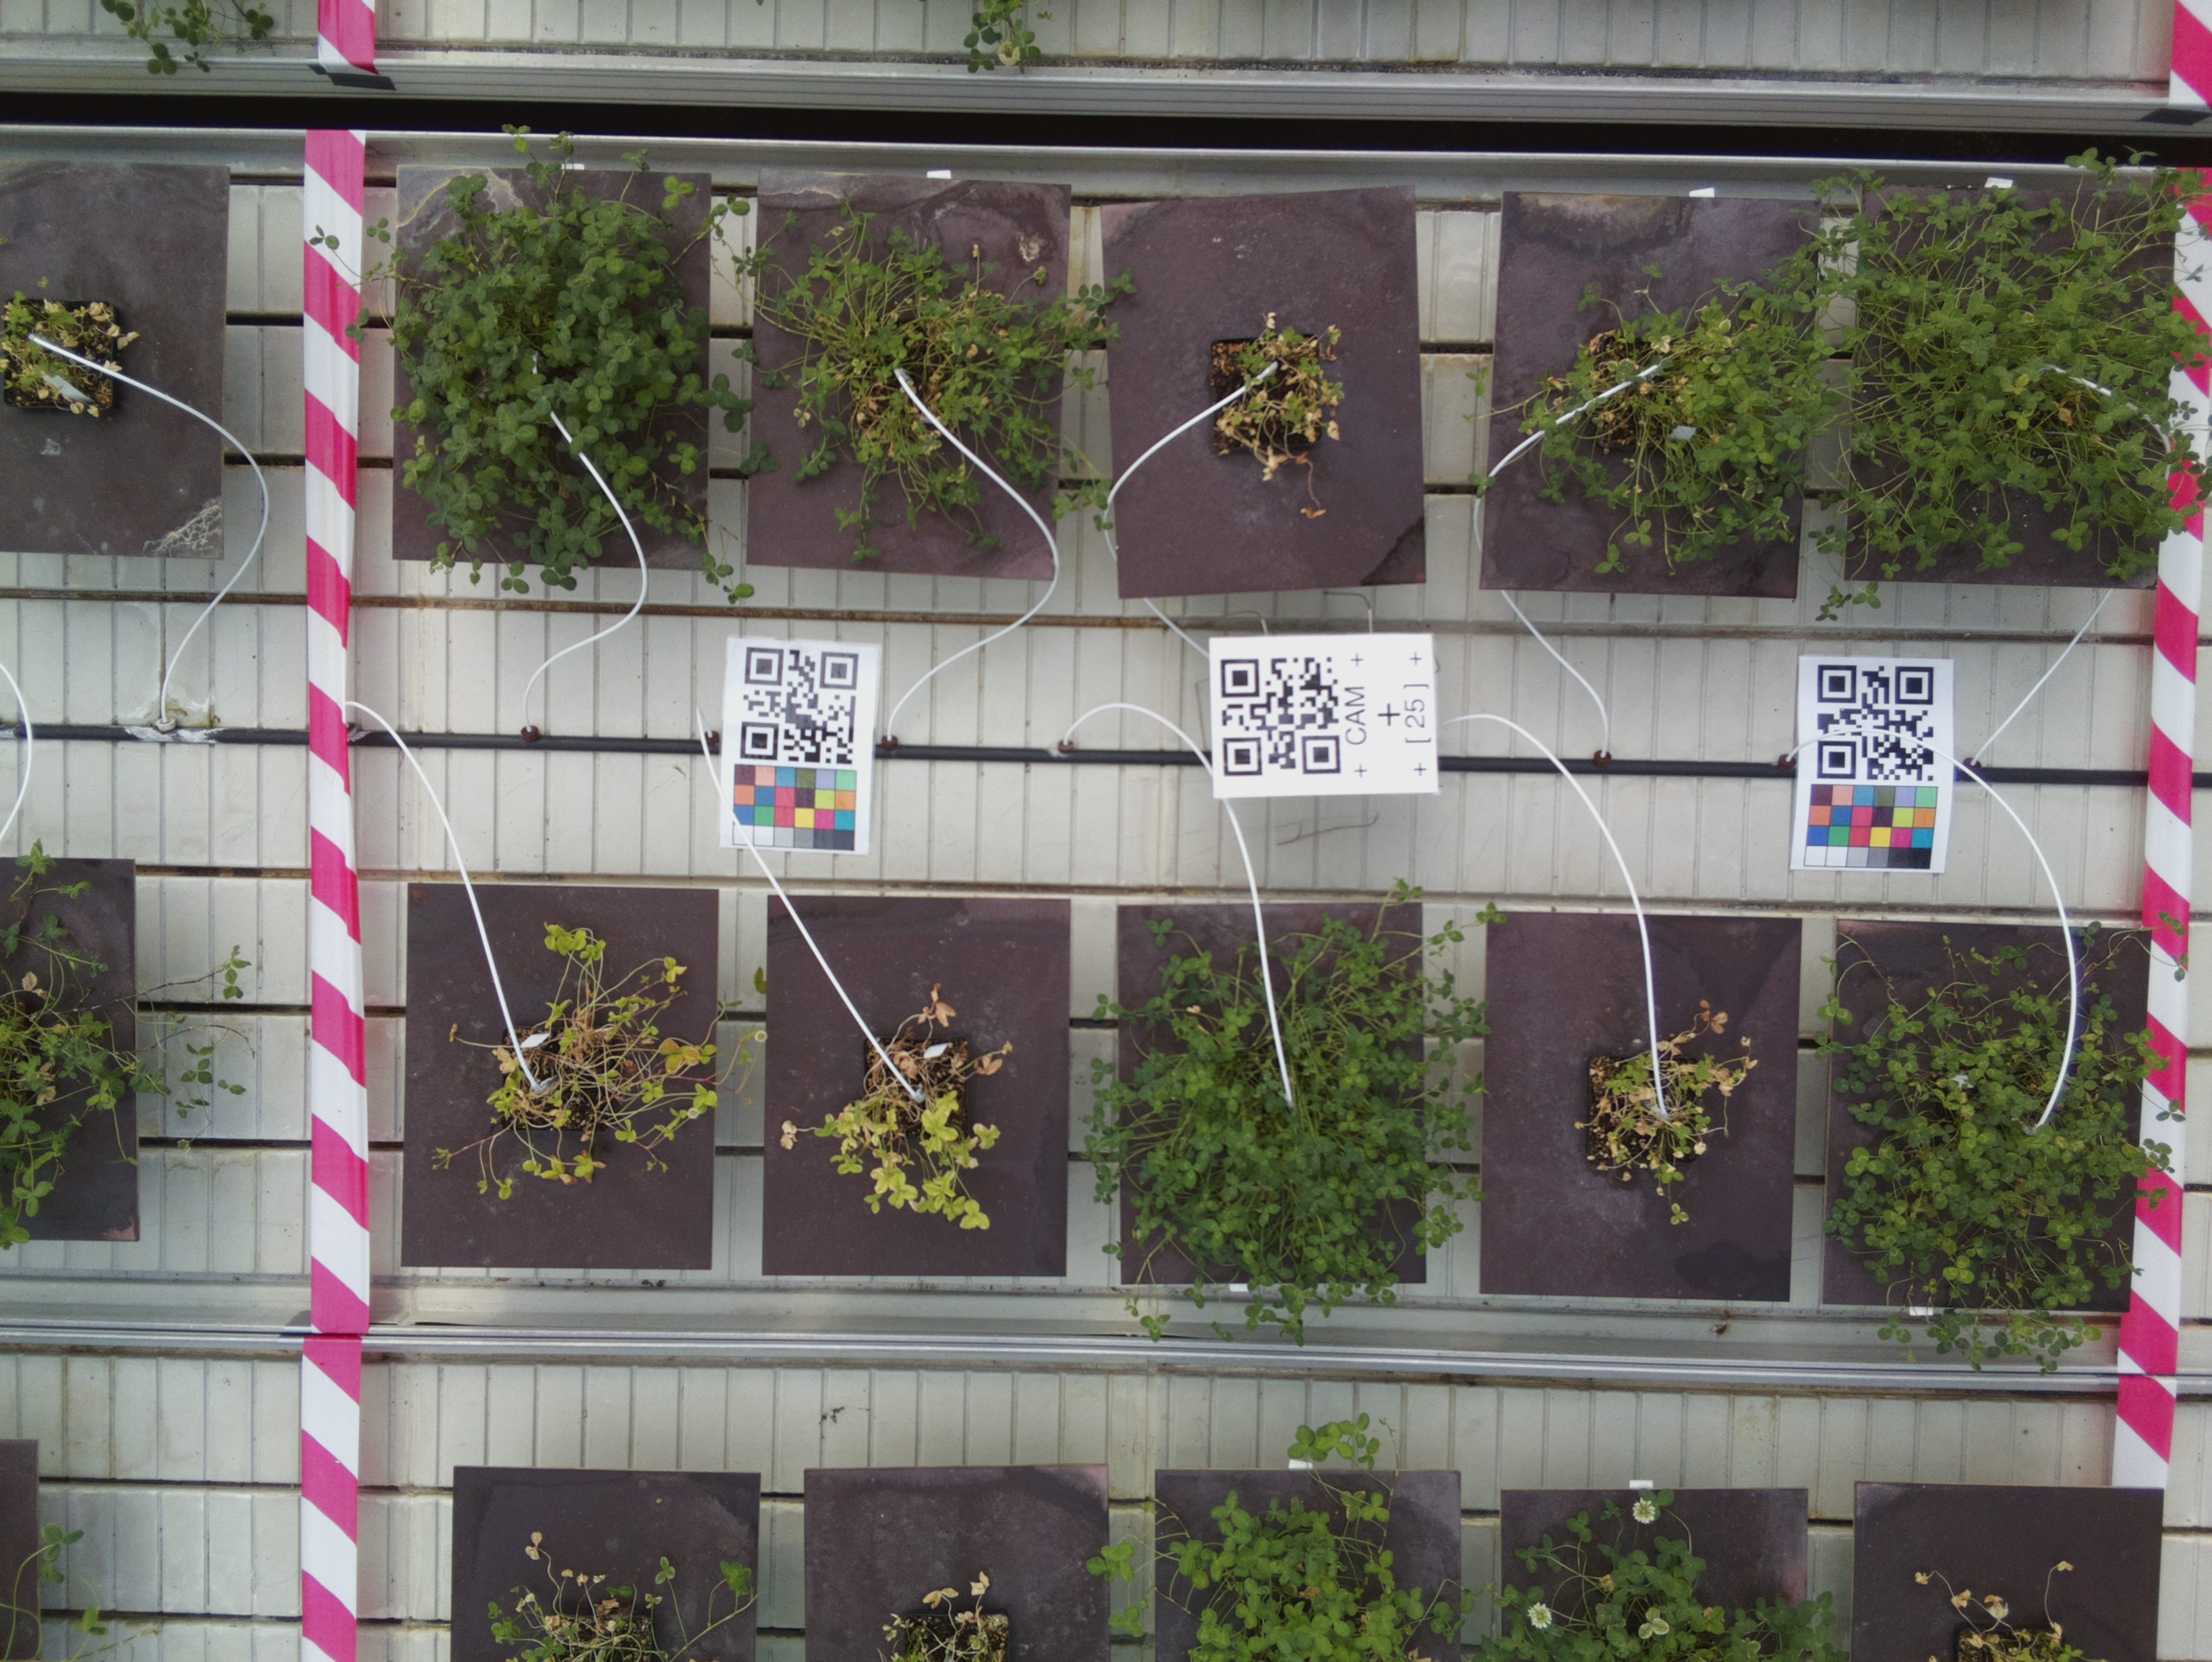 + CAM +
+
+ [ 25 ] +